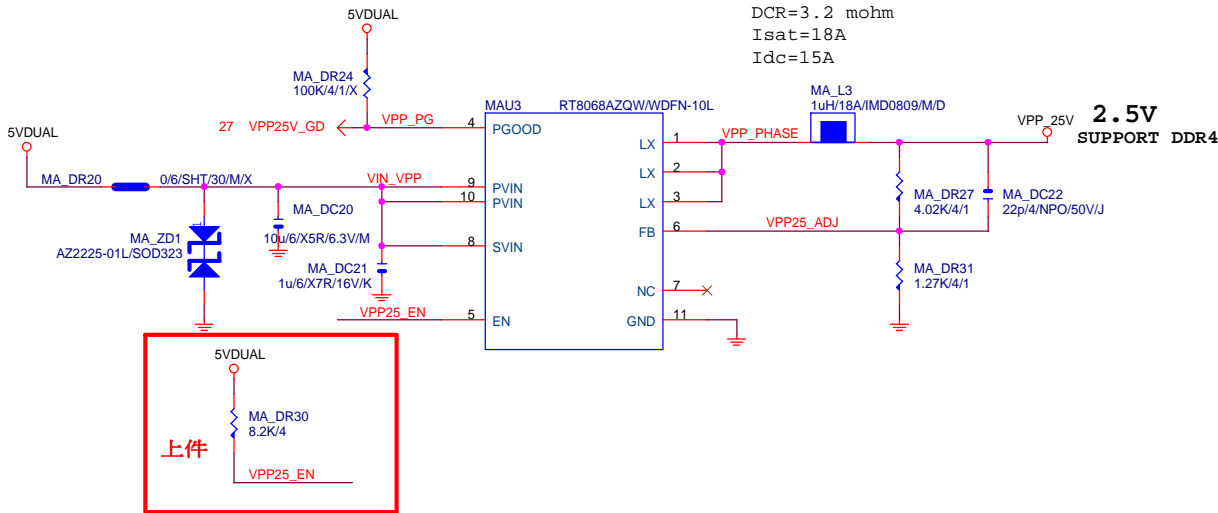 5VDUAL
DCR=3.2 mohm
Isat=18A
Idc=15A
MA_DR24
100K/4/1/X
MAU3
RT8068AZQW/WDFN-10L
MA_L3
1uH/18A/IMD0809/M/D
27 VPP25V_GD
VPP_PG
4
PGOOD
LX
1
VPP_PHASE
VPP_25V
2.5V
SUPPORT DDR4
5VDUAL
MA_DR20
0/6/SHT/30/M/X
VIN_VPP
9
PVIN
10
PVIN
LX
2
LX
3
MA_DR27
4.02K/4/1
MA_DC22
22p/4/NPO/50V/J
MA_DC20
10u/6/X5R/6.3V/M
MA_ZD1
AZ2225-01L/SOD323
1
8
SVIN
FB
6
VPP25_ADJ
MA_DC21
1u/6/X7R/16V/K
MA_DR31
1.27K/4/1
NC
7
VPP25_EN
5
EN
GND
11
5VDUAL
MA_DR30
8.2K/4
上件
VPP25_EN